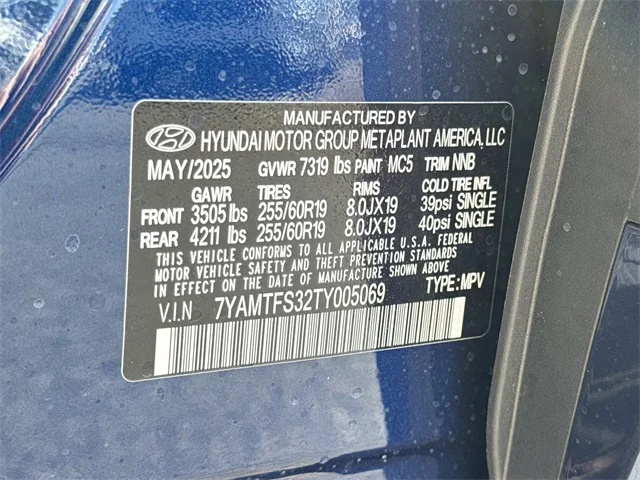 MANUFACTURED BY
HYUNDAI MOTOR GROUP METAPLANT AMERICA, LLC
MAY/2025 GVWR 7319 lbs PAINT MC5 TRIM NNB
GAWR TIRES RIMS COLD TIRE INFL
FRONT 3505 lbs 255/60R19 8.0JX19 39psi SINGLE
REAR 4211 lbs 255/60R19 8.0JX19 40psi SINGLE
THIS VEHICLE CONFORMS TO ALL APPLICABLE U.S.A. FEDERAL
MOTOR VEHICLE SAFETY, AND THEFT PREVENTION STANDARDS
IN EFFECT ON THE DATE OF MANUFACTURE SHOWN ABOVE.
V.I.N 7YAMTFS32TY005069 TYPE: MPV